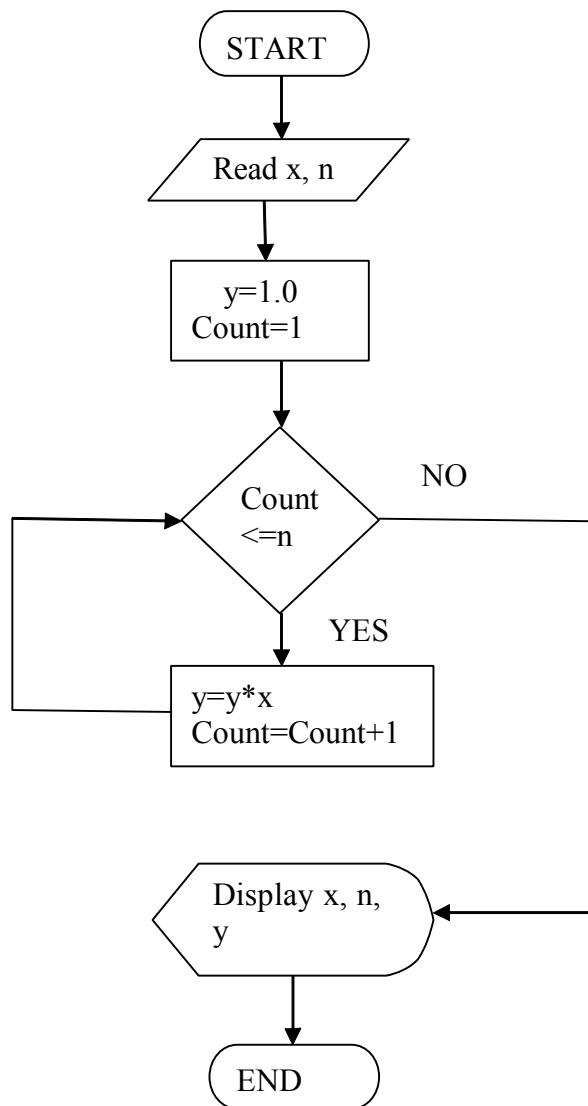 START
Read x, n
y=1.0
Count=1
Count
<=n
NO
YES
y=y*x
Count=Count+1
Display x, n,
y
END